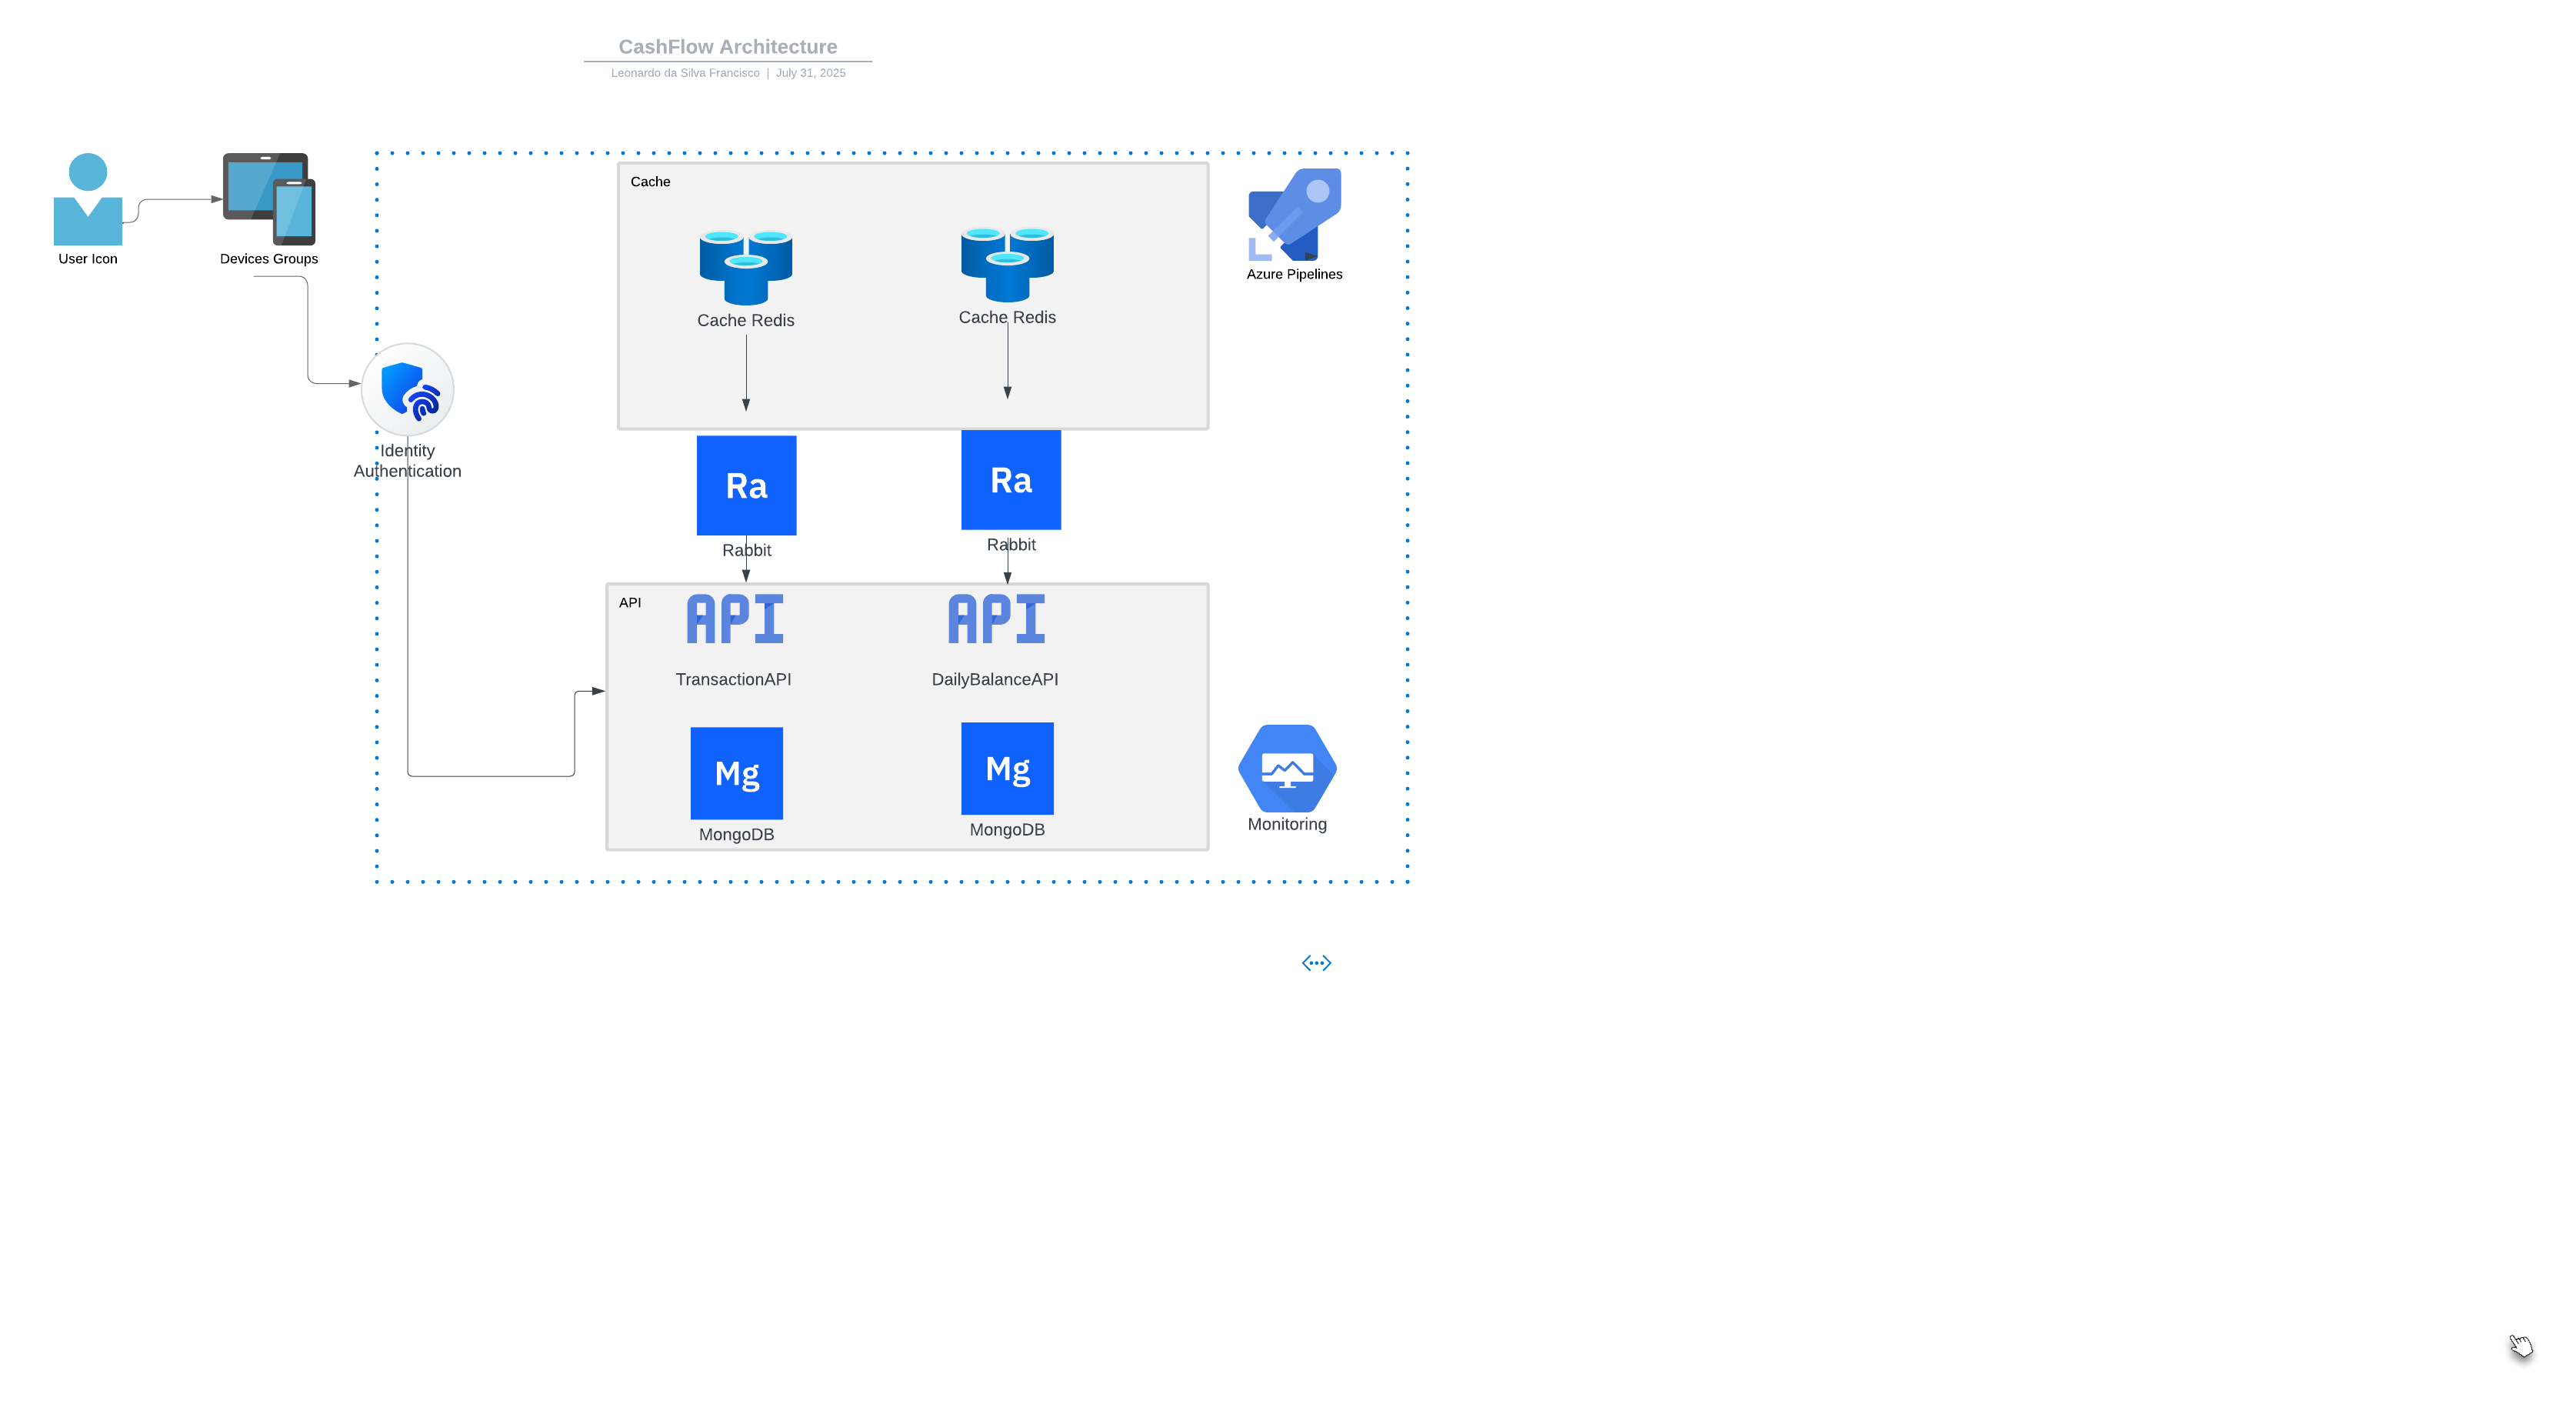 CashFlow Architecture
Leonardo da Silva Francisco | July 31, 2025
User Icon
Devices Groups
Cache
Cache Redis
Cache Redis
Azure Pipelines
Identity
Authentication
Ra
Ra
Rabbit
Rabbit
API
API
API
TransactionAPI
DailyBalanceAPI
Mg
Mg
MongoDB
MongoDB
Monitoring